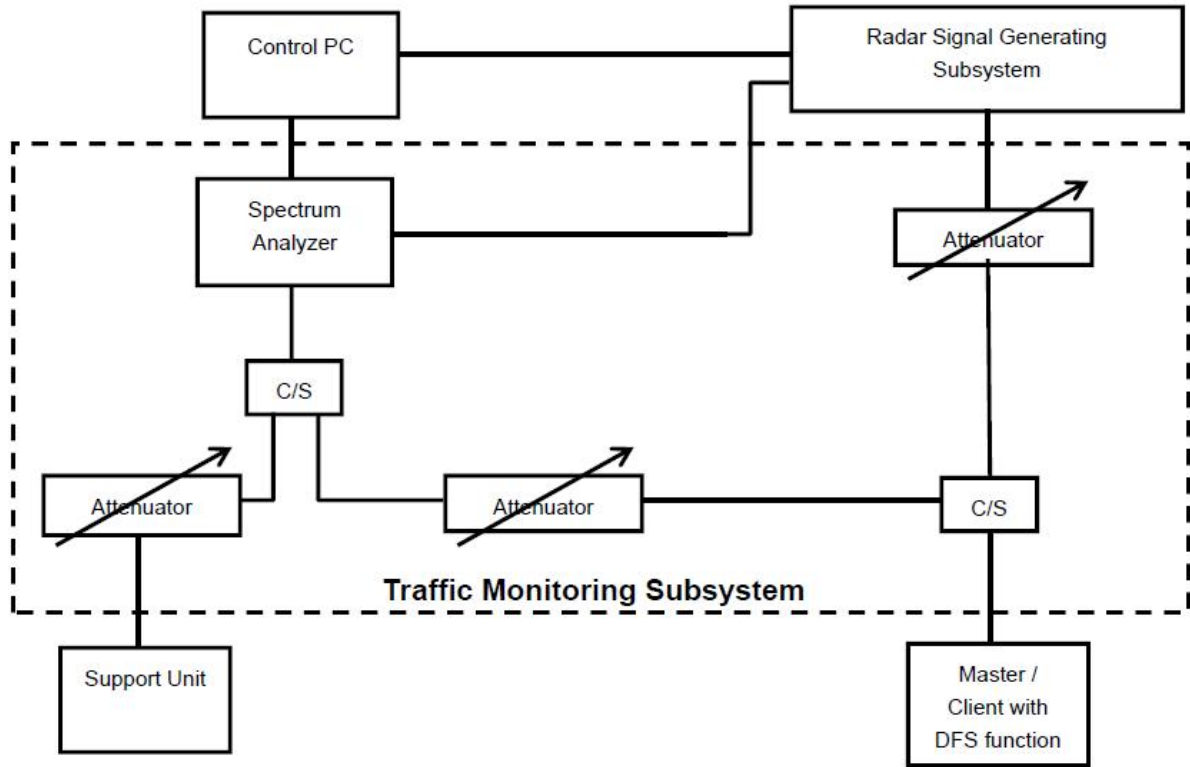 Control PC
Radar Signal Generating
Subsystem
Spectrum
Analyzer
Attenuator
C/S
Attenuator
Attenuator
C/S
Traffic Monitoring Subsystem
Support Unit
Master /
Client with
DFS function